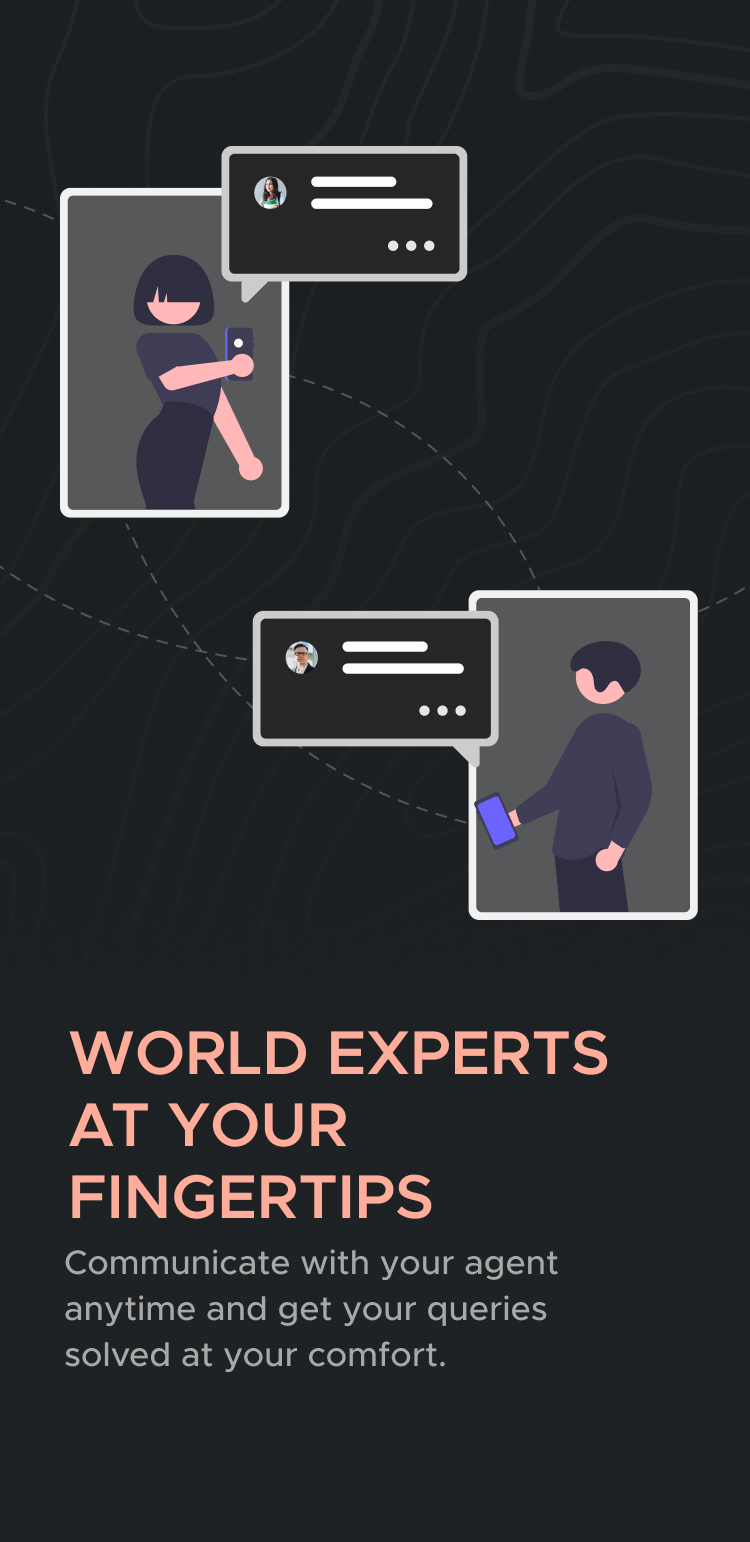 WORLD EXPERTS
AT YOUR
FINGERTIPS
Communicate with your agent
anytime and get your queries
solved at your comfort.